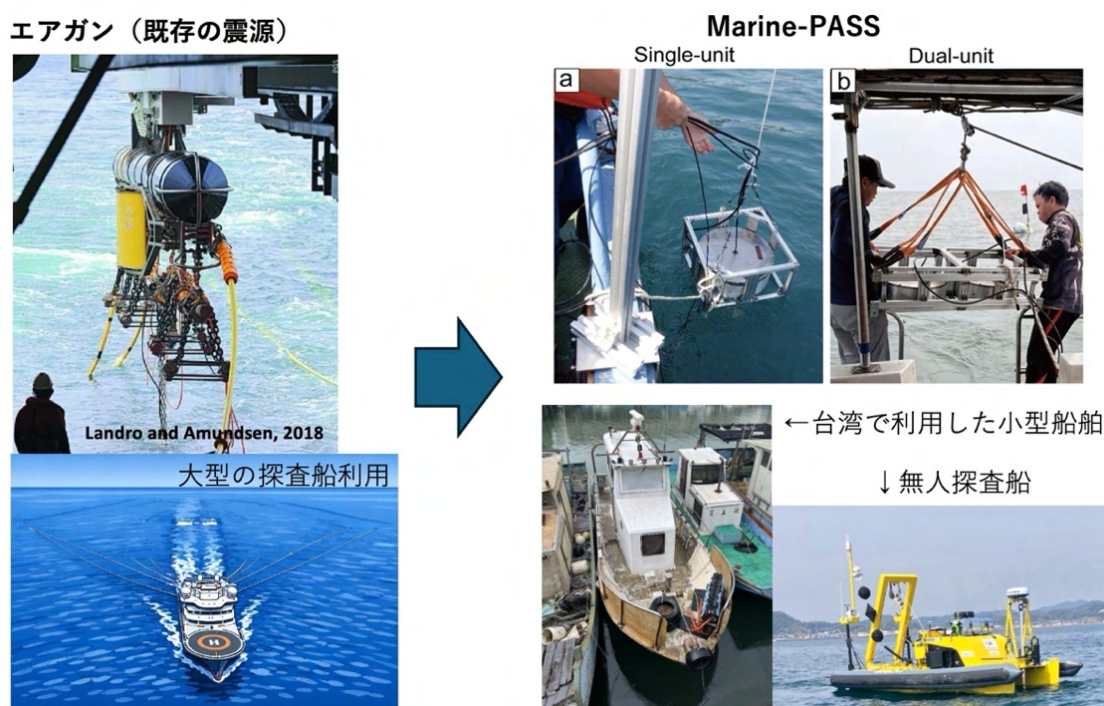 エアガン（既存の震源）
Landro and Amundsen, 2018
大型の探査船利用
H
Marine-PASS
Single-unit
Dual-unit
a
b
←台湾で利用した小型船舶
↓無人探査船